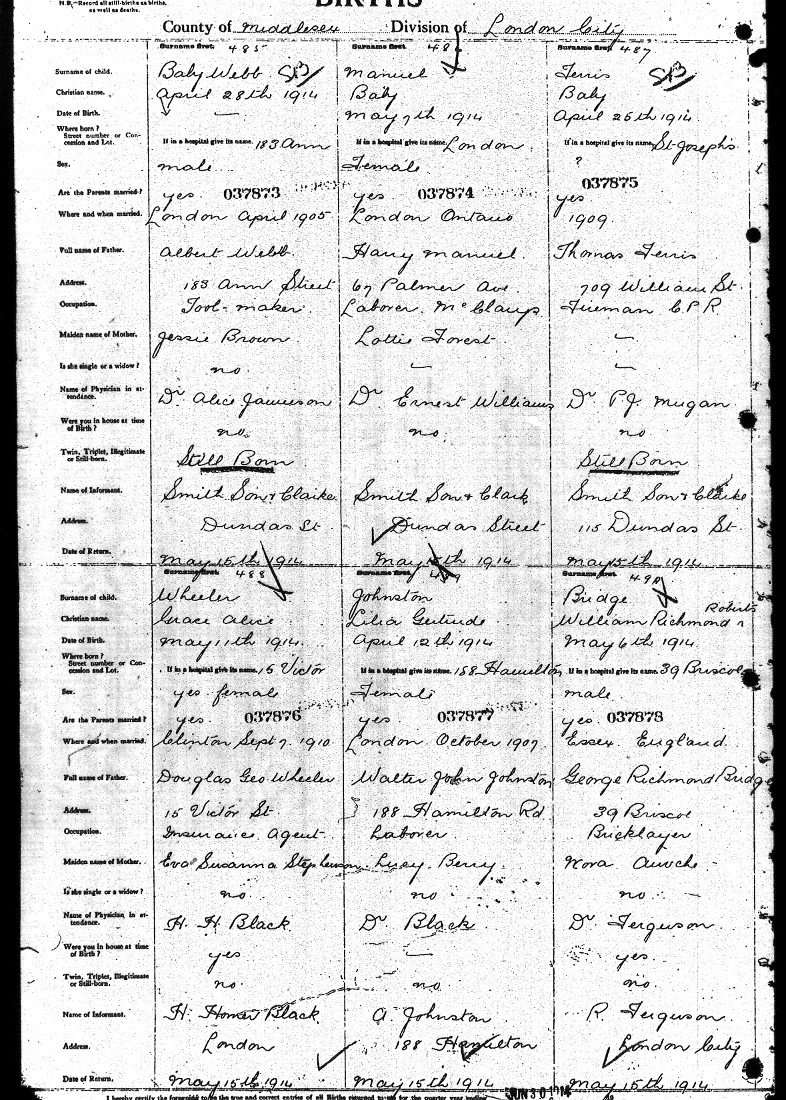 N.B.—Record all still-births as births, as well as deaths.
BIRTHS
County of Middlesex Division of London City
Surname first. 485 Surname first. 48 Surname first. 487
Surname of child. Baby Webb SB Manuel Ferris SB
Christian name. April 28th 1914 Baby Baby
Date of Birth. — May 7th 1914 April 25th 1914
Where born?
Street number or Concession and Lot. If in a hospital give its name. 183 Ann If in a hospital give its name. London If in a hospital give its name. St Joseph's
Sex. male Female ?
Are the Parents married? yes 037873 yes 037874 yes 037875
Where and when married. London April 1905 London Ontario 1909
Full name of Father. Albert Webb Harry Manuel Thomas Ferris
Address. 183 Ann Street 67 Palmer Ave. 709 William St.
Occupation. Tool-maker Laborer. McClarys Fireman C.P.R.
Maiden name of Mother. Jessie Brown Lottie Forest —
Is she single or a widow? no — —
Name of Physician in attendance. Dr Alice Jamieson Dr Ernest Williams Dr P.J. Mugan
Were you in house at time of Birth? no no no
Twin, Triplet, Illegitimate or Still-born. Still Born Still Born
Name of Informant. Smith Son & Clarke Smith Son & Clark Smith Son & Clarke
Address. Dundas St Dundas Street 115 Dundas St.
Date of Return. May 15th 1914 May 15th 1914 May 15th 1914
Surname first. 488 Surname first. Surname first. 490
Surname of child. Wheeler Johnston Bridge
Christian name. Grace Alice Lilia Gertrude William Richmond Roberts
Date of Birth. May 11th 1914 April 12th 1914 May 6th 1914
Where born?
Street number or Concession and Lot. If in a hospital give its name. 15 Victor If in a hospital give its name. 188 Hamilton If in a hospital give its name. 39 Briscoe
Sex. yes female Female male
Are the Parents married? yes 037876 yes 037877 yes 037878
Where and when married. Clinton Sept 7. 1910 London October 1907 Essex England
Full name of Father. Douglas Geo Wheeler Walter John Johnston George Richmond Bridge
Address. 15 Victor St. 188 Hamilton Rd. 39 Briscoe
Occupation. Insurance Agent Laborer Bricklayer
Maiden name of Mother. Eva Susanna Stephenson Lucy Berry Nora
Is she single or a widow? no no no —
Name of Physician in attendance. H. H Black Dr Black Dr Ferguson
Were you in house at time of Birth? yes — yes
Twin, Triplet, Illegitimate or Still-born. no no no
Name of Informant. H. Homer Black A. Johnston R. Ferguson
Address. London 188 Hamilton London City
Date of Return. May 15th 1914 May 15th 1914 May 15th 1914
I hereby certify the foregoing to be the true and correct entries of all Births returned to me for the quarter year ending JUN 30 1914 19